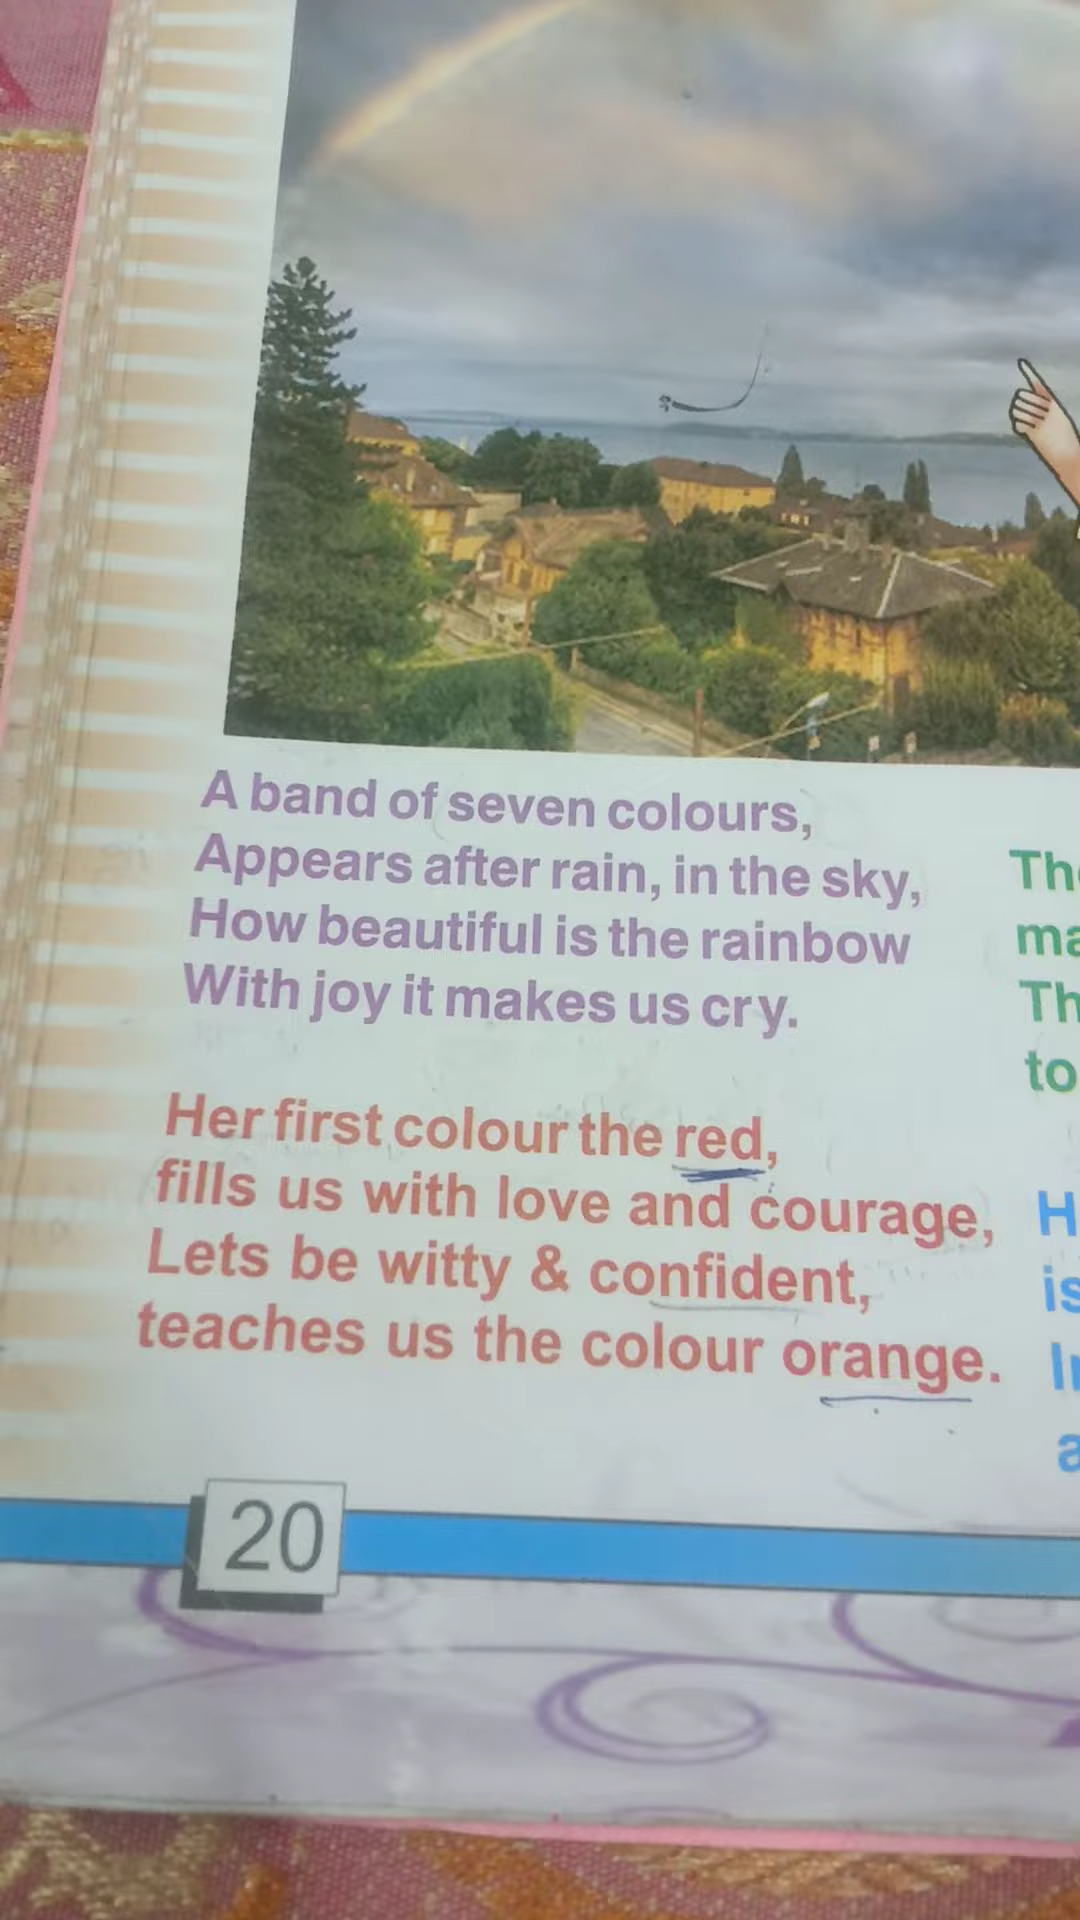 A band of seven colours,
Appears after rain, in the sky,
How beautiful is the rainbow
With joy it makes us cry.
Her first colour the red,
fills us with love and courage,
Lets be witty & confident,
teaches us the colour orange.
to
20